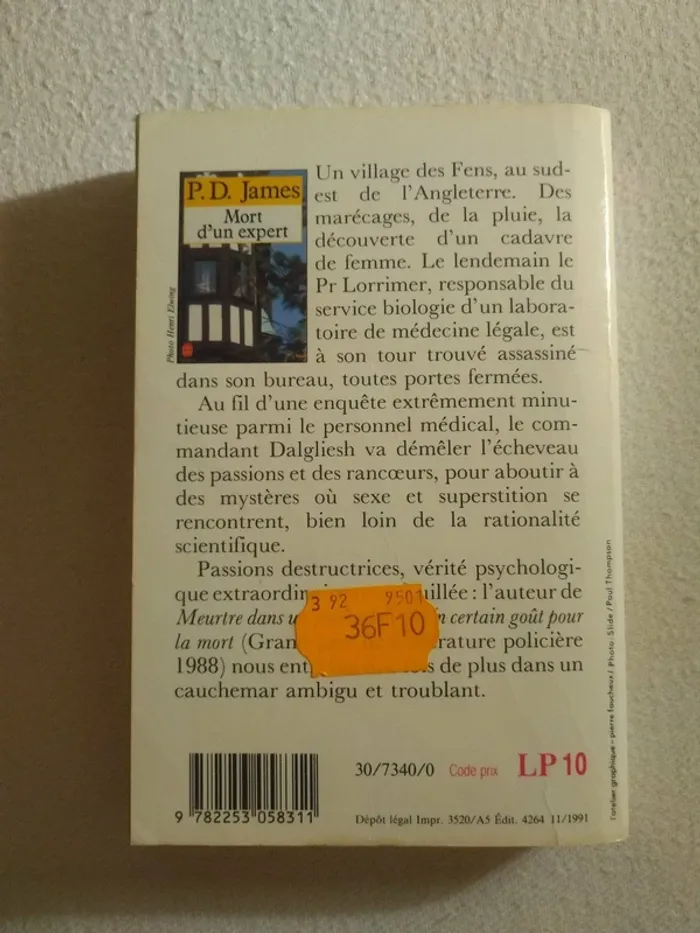 P.D. James
Mort
d'un expert
Photo Henri Elwing
Un village des Fens, au sud-
est de l'Angleterre. Des
marécages, de la pluie, la
découverte d'un cadavre
de femme. Le lendemain le
Pr Lorrimer, responsable du
service biologie d'un labora-
toire de médecine légale, est
à son tour trouvé assassiné
dans son bureau, toutes portes fermées.
Au fil d'une enquête extrêmement minu-
tieuse parmi le personnel médical, le com-
mandant Dalgliesh va démêler l'écheveau
des passions et des rancœurs, pour aboutir à
des mystères où sexe et superstition se
rencontrent, bien loin de la rationalité
scientifique.
Passions destructrices, vérité psychologi-
que : l'auteur de
Meurtre dans certain goût pour
la mort policière
1988) nous de plus dans un
cauchemar ambigu et troublant.
3 92 9501
36F10
30/7340/0 Code prix LP 10
9 782253 058311
Dépôt légal Impr. 3520/A5 Édit. 4264 11/1991
l'atelier graphique - pierre faucheux / Photo: Slide / Paul Thompson